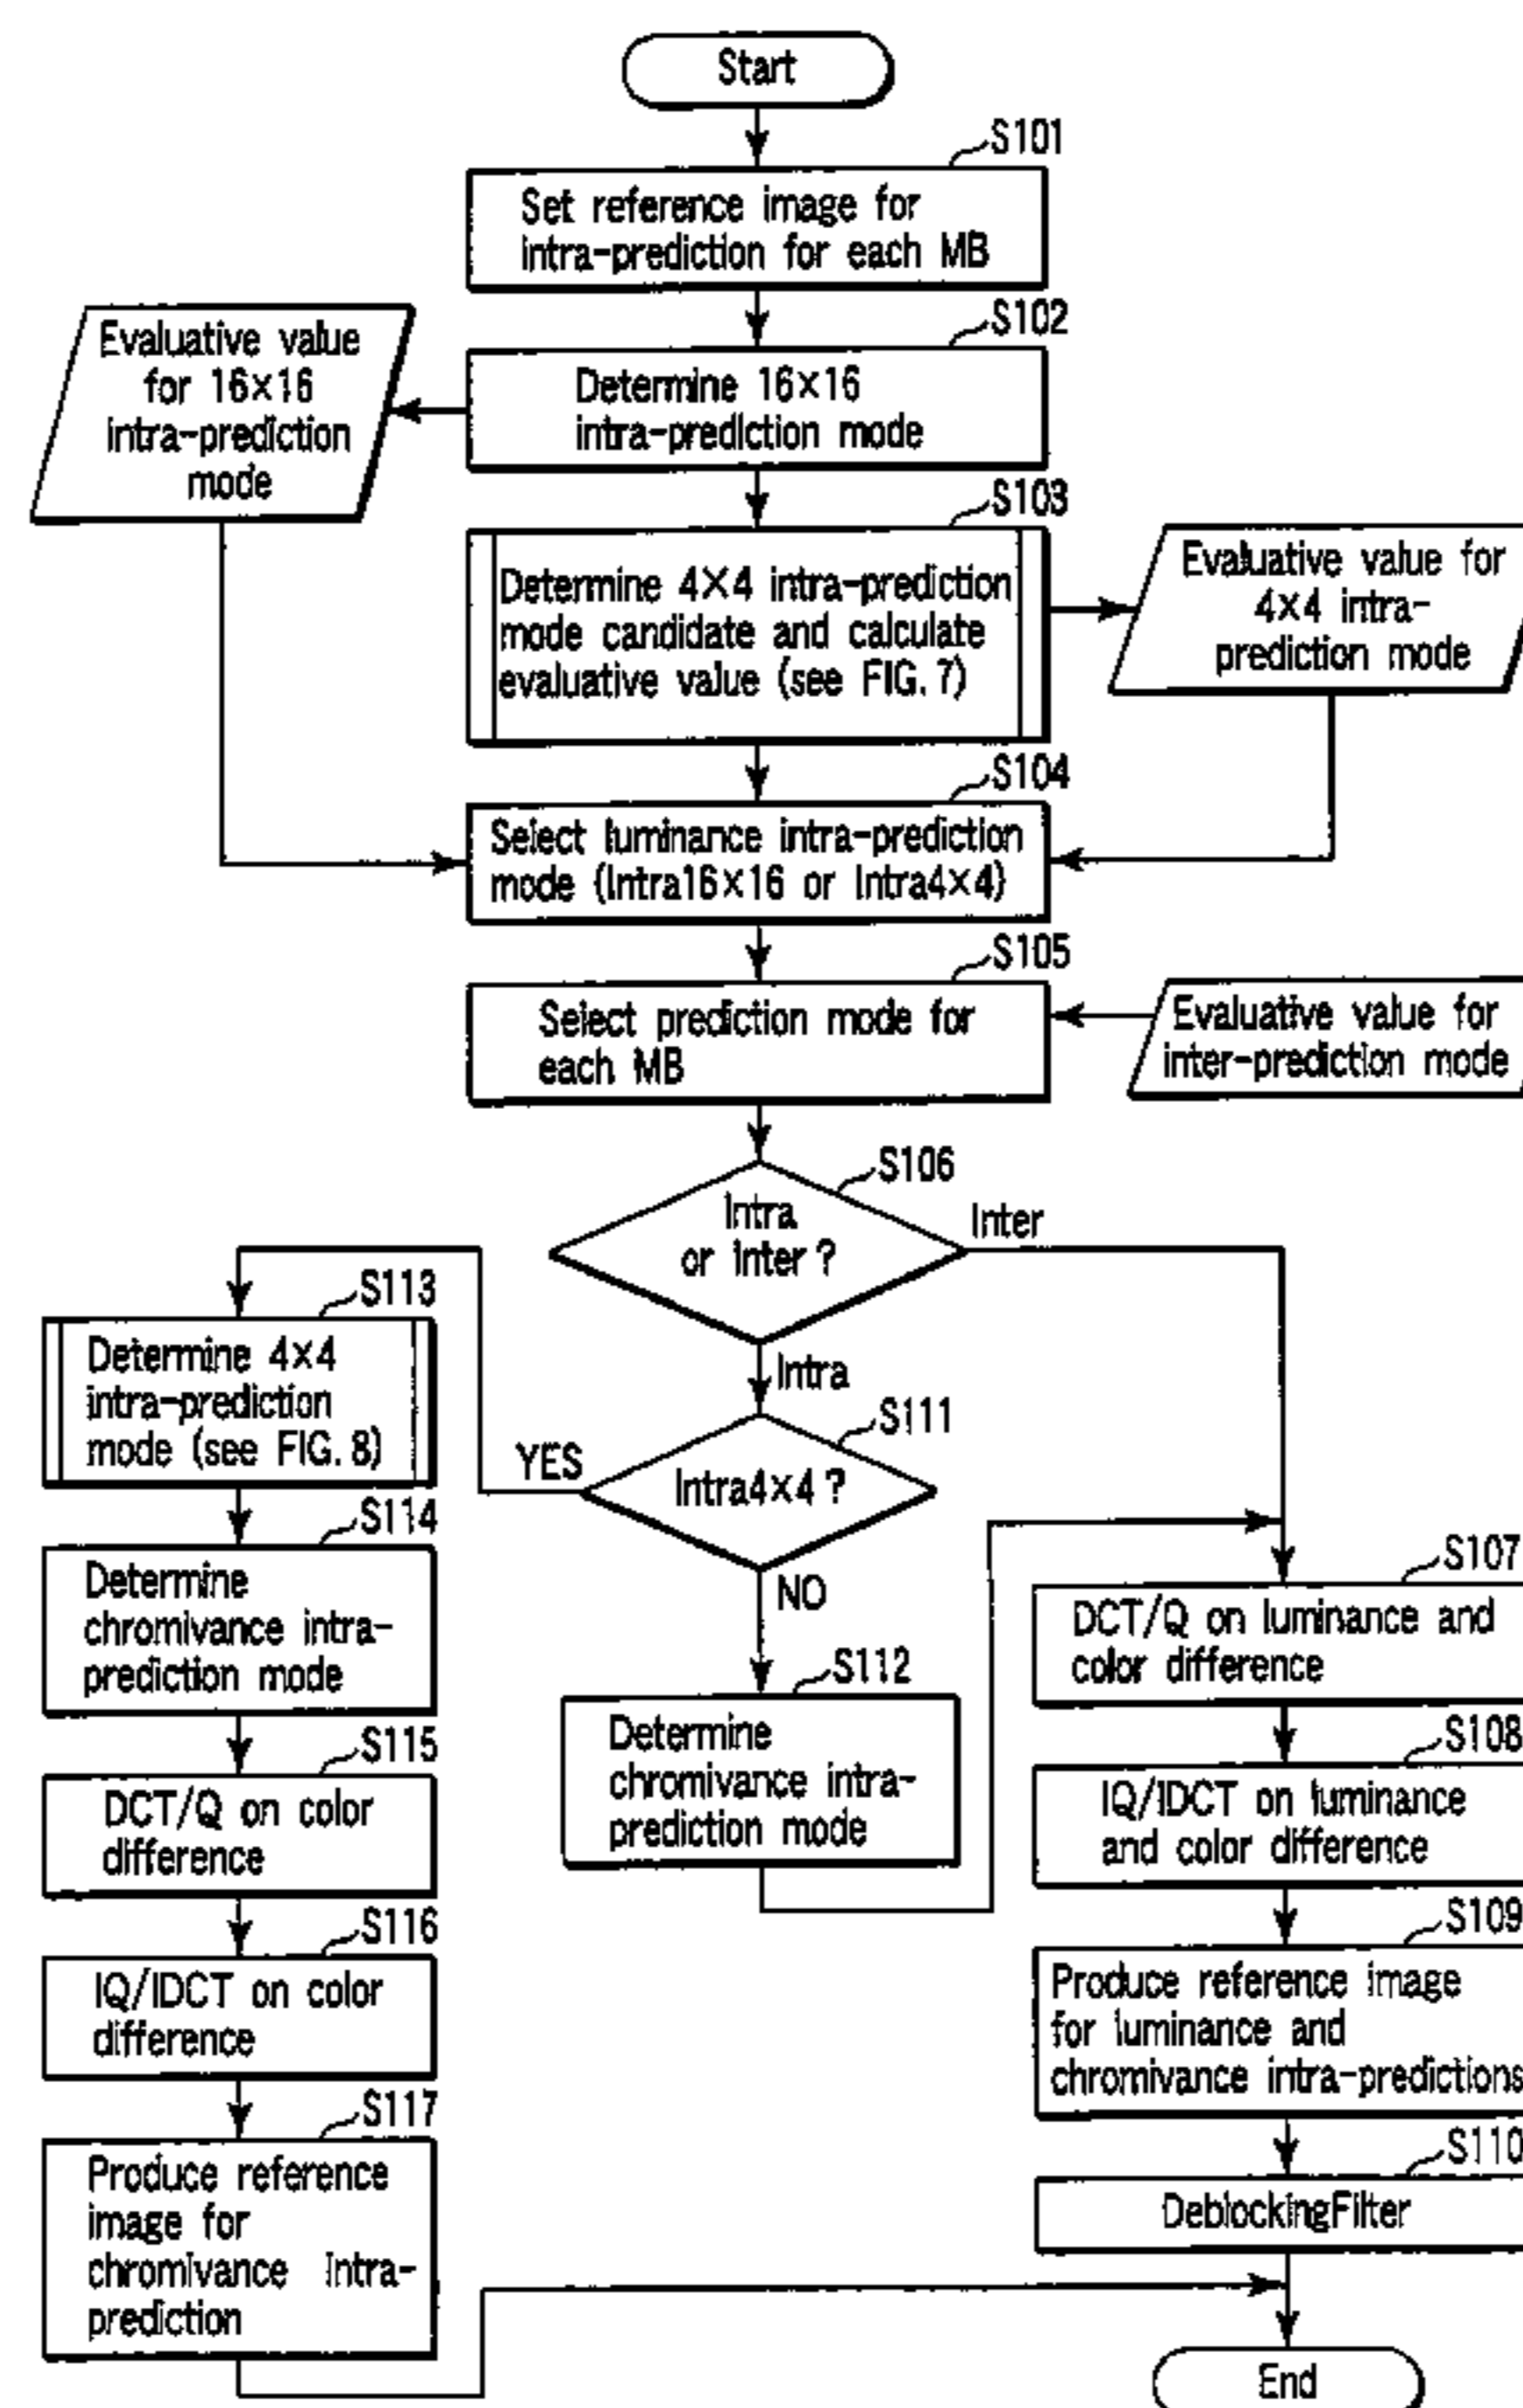 Start
S101
Set reference image for
intra-prediction for each MB
S102
Evaluative value
for 16×16
intra-prediction
mode
Determine 16×16
intra-prediction mode
S103
Determine 4×4 intra-prediction
mode candidate and calculate
evaluative value (see FIG. 7)
Evaluative value for
4×4 intra-
prediction mode
S104
Select luminance intra-prediction
mode (Intra16×16 or Intra4×4)
S105
Select prediction mode for
each MB
Evaluative value for
inter-prediction mode
S106
Intra
or inter?
Inter
Intra
S111
Intra4×4?
YES
NO
S113
Determine 4×4
intra-prediction
mode (see FIG. 8)
S114
Determine
chromivance intra-
prediction mode
S115
DCT/Q on color
difference
S116
IQ/IDCT on color
difference
S117
Produce reference
image for
chromivance intra-
prediction
S112
Determine
chromivance intra-
prediction mode
S107
DCT/Q on luminance and
color difference
S108
IQ/IDCT on luminance
and color difference
S109
Produce reference image
for luminance and
chromivance intra-predictions
S110
DeblockingFilter
End